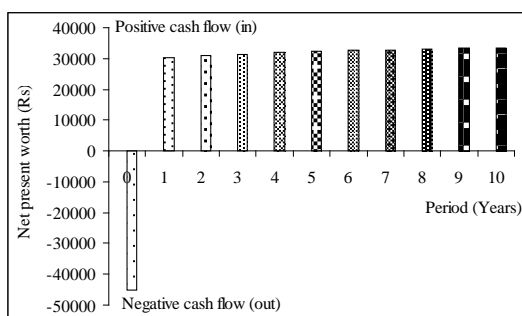 Positive cash flow (in)
Net present worth (Rs)
40000
30000
20000
10000
0
-10000
-20000
-30000
-40000
-50000
0 1 2 3 4 5 6 7 8 9 10
Period (Years)
Negative cash flow (out)